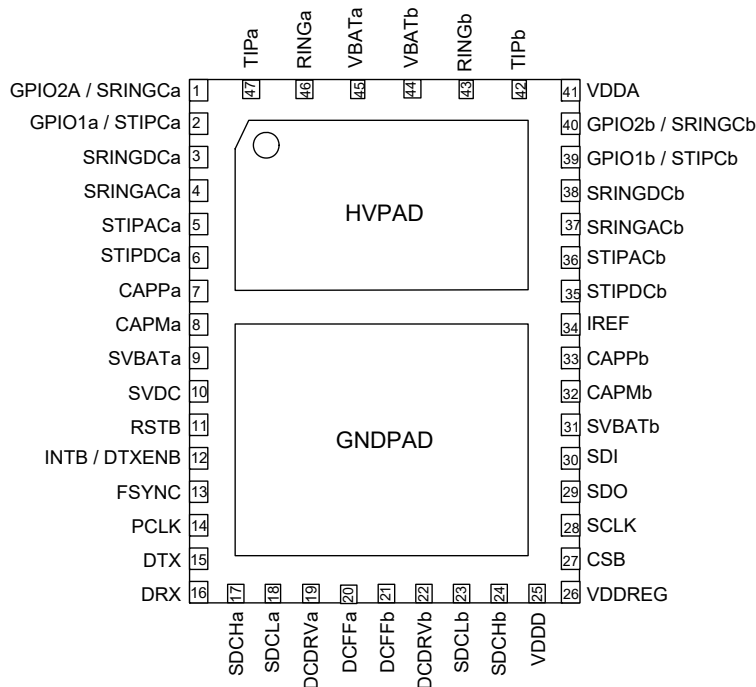 TIPa
RINGa
VBATa
VBATb
RINGb
TIPb
47
46
45
44
43
42
GPIO2A / SRINGCa 1
GPIO1a / STIPCa 2
SRINGDCa 3
SRINGACa 4
STIPACa 5
STIPDCa 6
CAPPa 7
CAPMa 8
SVBATa 9
SVDC 10
RSTB 11
INTB / DTXENB 12
FSYNC 13
PCLK 14
DTX 15
DRX 16
HVPAD
GNDPAD
41 VDDA
40 GPIO2b / SRINGCb
39 GPIO1b / STIPCb
38 SRINGDCb
37 SRINGACb
36 STIPACb
35 STIPDCb
34 IREF
33 CAPPb
32 CAPMb
31 SVBATb
30 SDI
29 SDO
28 SCLK
27 CSB
26 VDDREG
17
18
19
20
21
22
23
24
25
SDCHa
SDCLa
DCDRVa
DCFFa
DCFFb
DCDRVb
SDCLb
SDCHb
VDDD